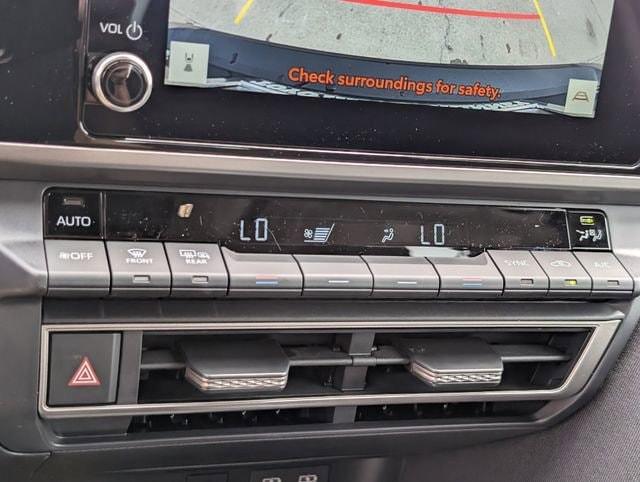 VOL
Check surroundings for safety.
AUTO
LO
LO
OFF
FRONT
REAR
SYNC
A/C